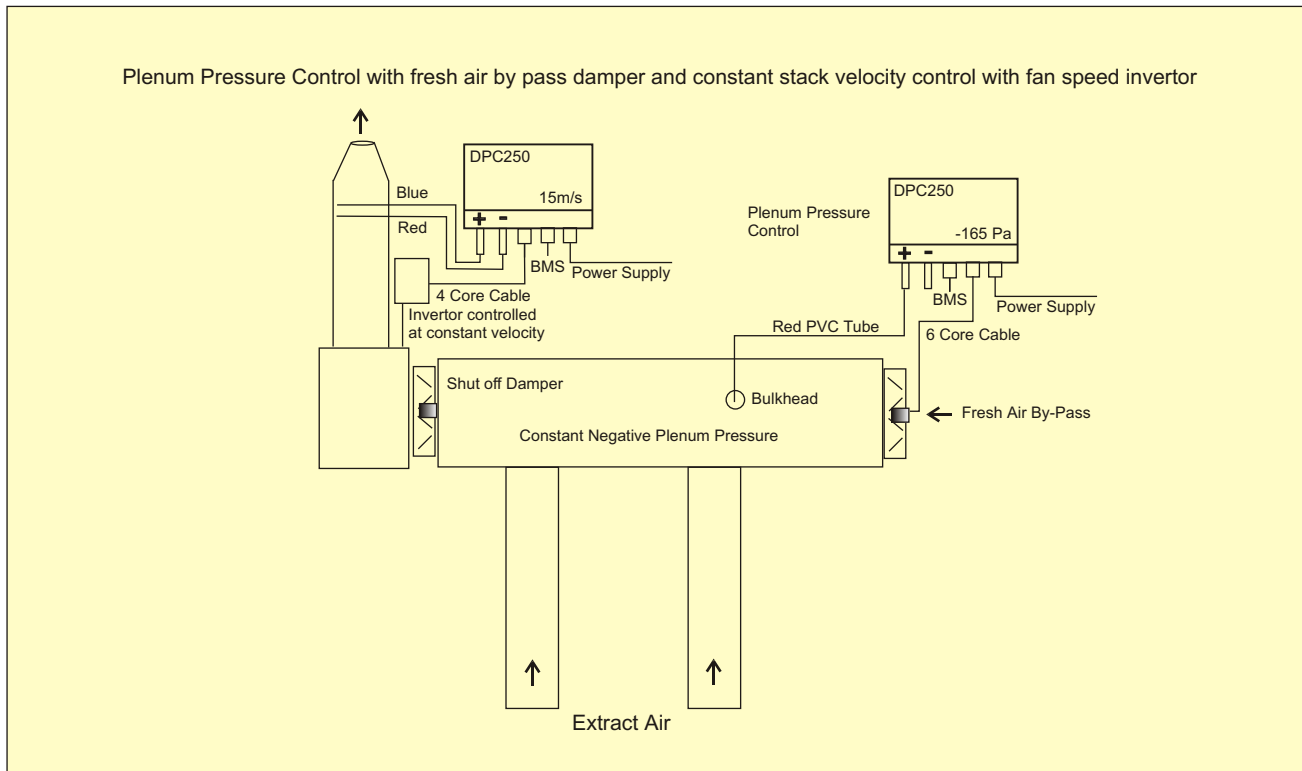 Plenum Pressure Control with fresh air by pass damper and constant stack velocity control with fan speed invertor
DPC250
15m/s
+ -
Blue
Red
BMS
Power Supply
4 Core Cable
Invertor controlled
at constant velocity
Plenum Pressure
Control
DPC250
-165 Pa
+ -
BMS
Power Supply
Red PVC Tube
6 Core Cable
Shut off Damper
Bulkhead
Fresh Air By-Pass
Constant Negative Plenum Pressure
Extract Air